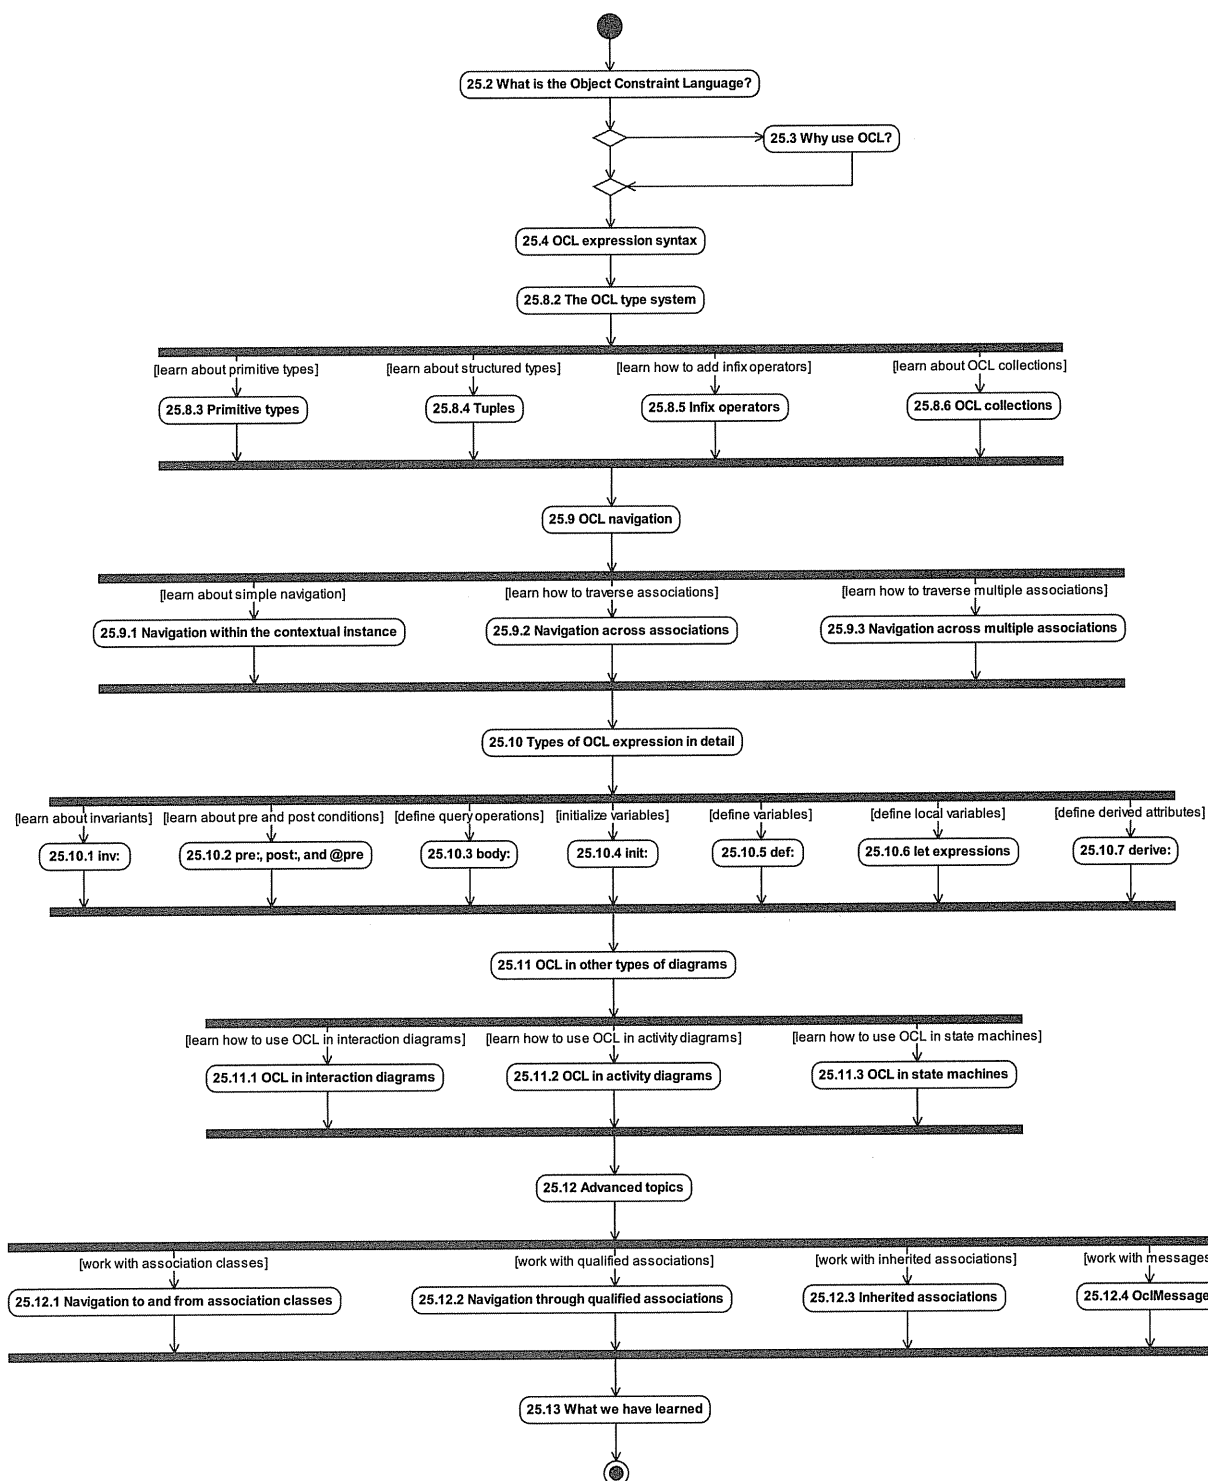 25.2 What is the Object Constraint Language?
25.3 Why use OCL?
25.4 OCL expression syntax
25.8.2 The OCL type system
[learn about primitive types] [learn about structured types] [learn how to add infix operators] [learn about OCL collections]
25.8.3 Primitive types 25.8.4 Tuples 25.8.5 Infix operators 25.8.6 OCL collections
25.9 OCL navigation
[learn about simple navigation] [learn how to traverse associations] [learn how to traverse multiple associations]
25.9.1 Navigation within the contextual instance 25.9.2 Navigation across associations 25.9.3 Navigation across multiple associations
25.10 Types of OCL expression in detail
[learn about invariants] [learn about pre and post conditions] [define query operations] [initialize variables] [define variables] [define local variables] [define derived attributes]
25.10.1 inv: 25.10.2 pre:, post:, and @pre 25.10.3 body: 25.10.4 init: 25.10.5 def: 25.10.6 let expressions 25.10.7 derive:
25.11 OCL in other types of diagrams
[learn how to use OCL in interaction diagrams] [learn how to use OCL in activity diagrams] [learn how to use OCL in state machines]
25.11.1 OCL in interaction diagrams 25.11.2 OCL in activity diagrams 25.11.3 OCL in state machines
25.12 Advanced topics
[work with association classes] [work with qualified associations] [work with inherited associations] [work with messages
25.12.1 Navigation to and from association classes 25.12.2 Navigation through qualified associations 25.12.3 Inherited associations 25.12.4 OclMessage
25.13 What we have learned